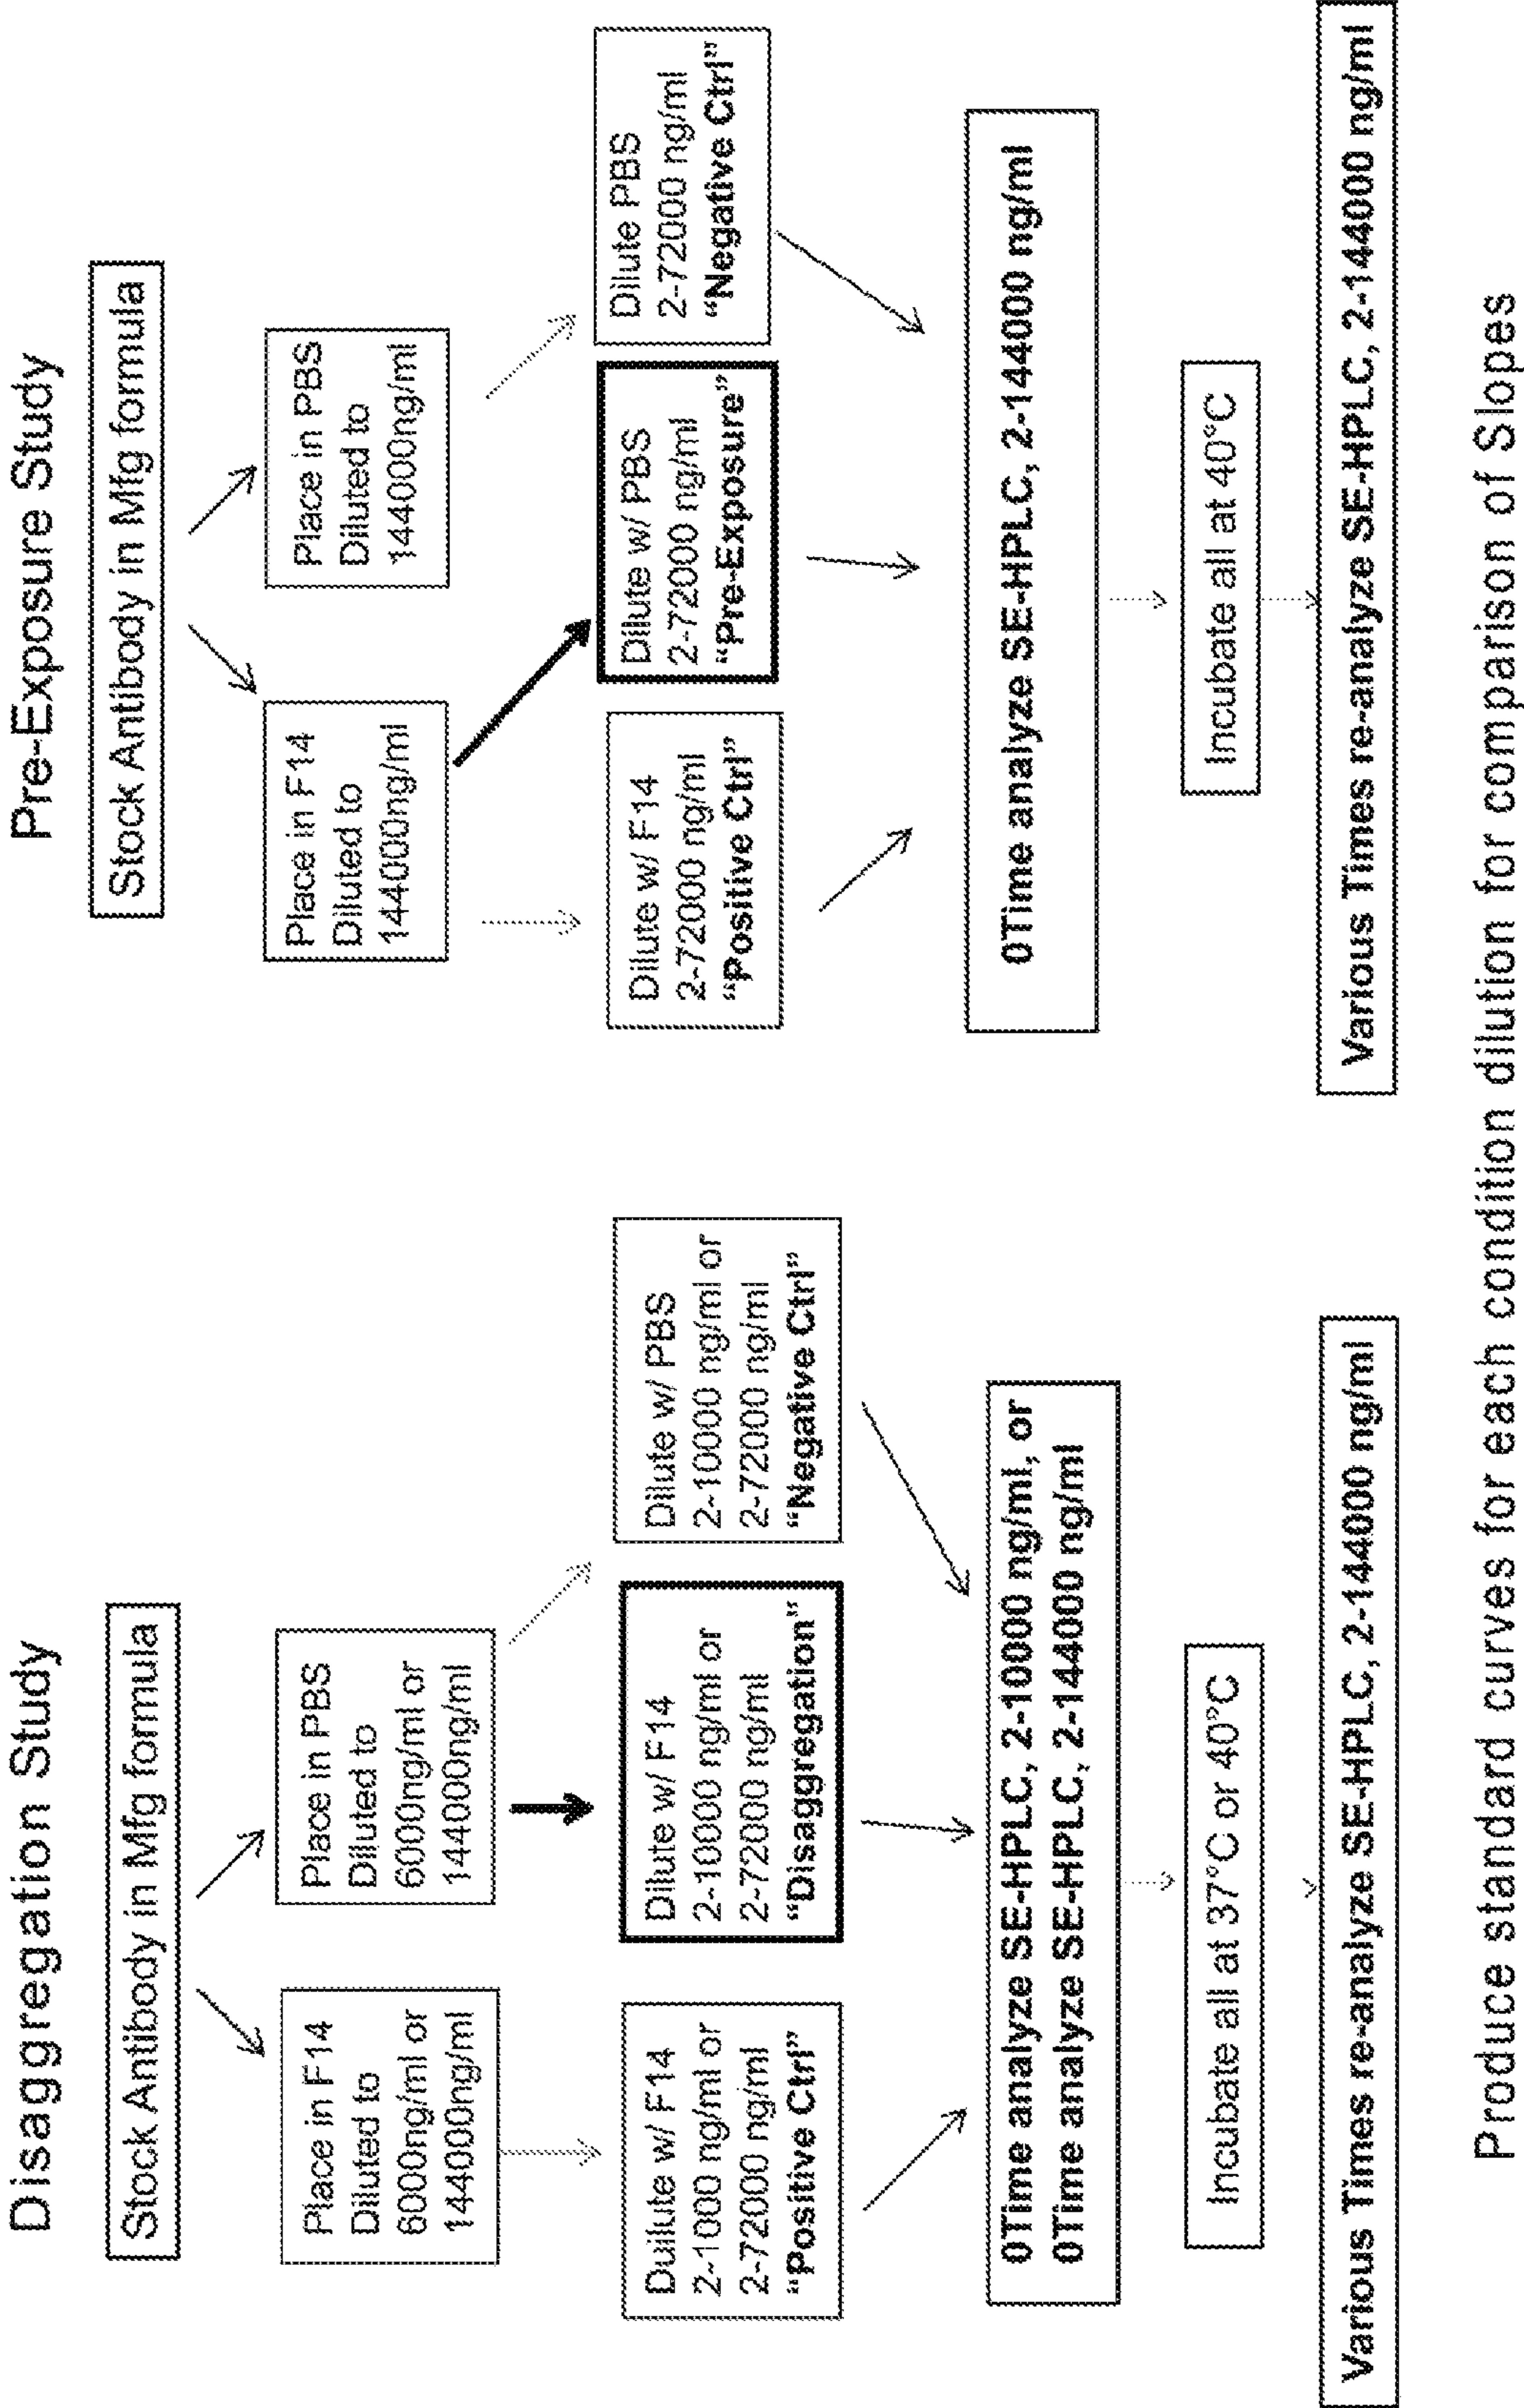 Disaggregation Study
Stock Antibody in Mfg formula
Place in F14
Diluted to
6000ng/ml or
144000ng/ml
Place in PBS
Diluted to
6000ng/ml or
144000ng/ml
Duilute w/ F14
2-1000 ng/ml or
2-72000 ng/ml
“Positive Ctrl”
Dilute w/ F14
2-10000 ng/ml or
2-72000 ng/ml
“Disaggregation”
Dilute w/ PBS
2-10000 ng/ml or
2-72000 ng/ml
“Negative Ctrl”
0Time analyze SE-HPLC, 2-10000 ng/ml, or
0Time analyze SE-HPLC, 2-144000 ng/ml
Incubate all at 37°C or 40°C
Various Times re-analyze SE-HPLC, 2-144000 ng/ml
Pre-Exposure Study
Stock Antibody in Mfg formula
Place in F14
Diluted to
144000ng/ml
Place in PBS
Diluted to
144000ng/ml
Dilute w/ F14
2-72000 ng/ml
“Positive Ctrl”
Dilute w/ PBS
2-72000 ng/ml
“Pre-Exposure”
Dilute PBS
2-72000 ng/ml
“Negative Ctrl”
0Time analyze SE-HPLC, 2-144000 ng/ml
Incubate all at 40°C
Various Times re-analyze SE-HPLC, 2-144000 ng/ml
Produce standard curves for each condition dilution for comparison of Slopes